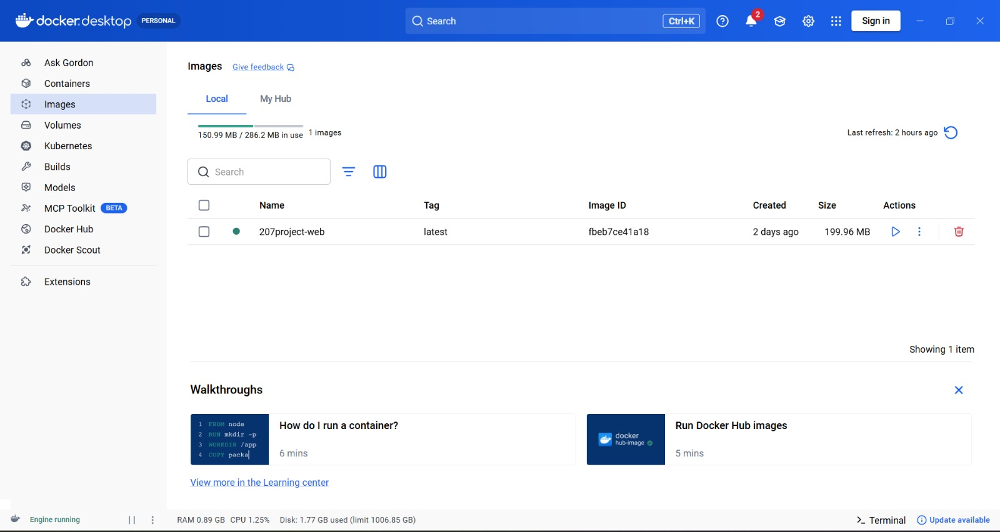 docker.desktop PERSONAL
Search Ctrl+K
2
Sign in
Ask Gordon
Containers
Images
Volumes
Kubernetes
Builds
Models
MCP Toolkit BETA
Docker Hub
Docker Scout
Extensions
Images Give feedback
Local My Hub
150.99 MB / 286.2 MB in use 1 images
Last refresh: 2 hours ago
Search
Name Tag Image ID Created Size Actions
207project-web latest fbeb7ce41a18 2 days ago 199.96 MB
Showing 1 item
Walkthroughs
1 FROM node
2 RUN mkdir -p
3 WORKDIR /app
4 COPY packa
How do I run a container?
6 mins
docker
hub-image
Run Docker Hub images
5 mins
View more in the Learning center
Engine running
RAM 0.89 GB CPU 1.25% Disk: 1.77 GB used (limit 1006.85 GB)
>_ Terminal
Update available